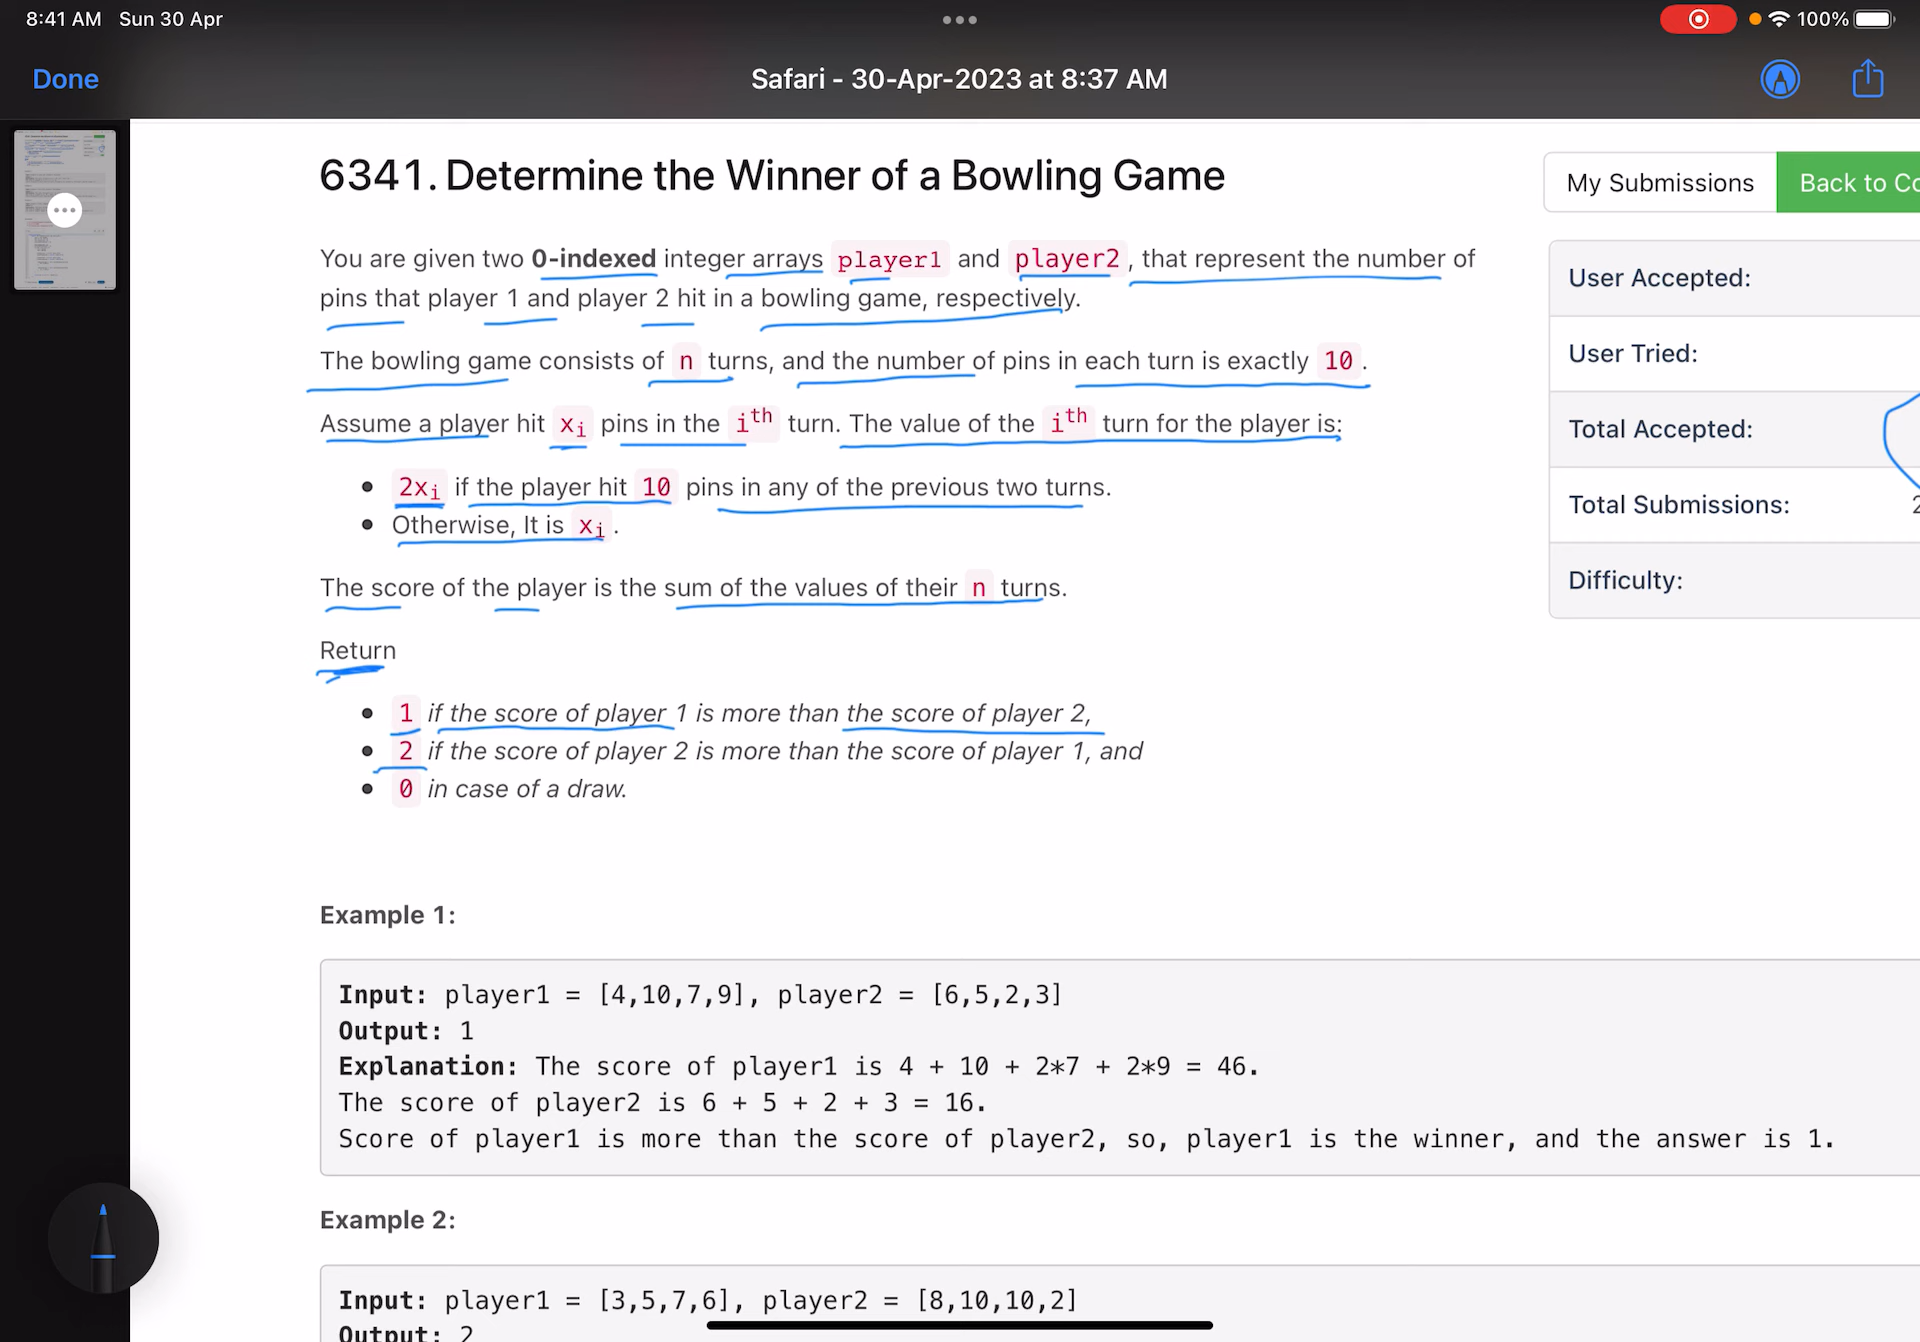 8:41 AM Sun 30 Apr
100%
Done
Safari - 30-Apr-2023 at 8:37 AM
6341. Determine the Winner of a Bowling Game
My Submissions
Back to Co
You are given two 0-indexed integer arrays player1 and player2, that represent the number of
pins that player 1 and player 2 hit in a bowling game, respectively.
The bowling game consists of n turns, and the number of pins in each turn is exactly 10.
Assume a player hit xi pins in the ith turn. The value of the ith turn for the player is:
2xi if the player hit 10 pins in any of the previous two turns.
Otherwise, It is xi.
The score of the player is the sum of the values of their n turns.
Return
1 if the score of player 1 is more than the score of player 2,
2 if the score of player 2 is more than the score of player 1, and
0 in case of a draw.
User Accepted:
User Tried:
Total Accepted:
Total Submissions: 2
Difficulty:
Example 1:
Input: player1 = [4,10,7,9], player2 = [6,5,2,3]
Output: 1
Explanation: The score of player1 is 4 + 10 + 2*7 + 2*9 = 46.
The score of player2 is 6 + 5 + 2 + 3 = 16.
Score of player1 is more than the score of player2, so, player1 is the winner, and the answer is 1.
Example 2:
Input: player1 = [3,5,7,6], player2 = [8,10,10,2]
Output: 2